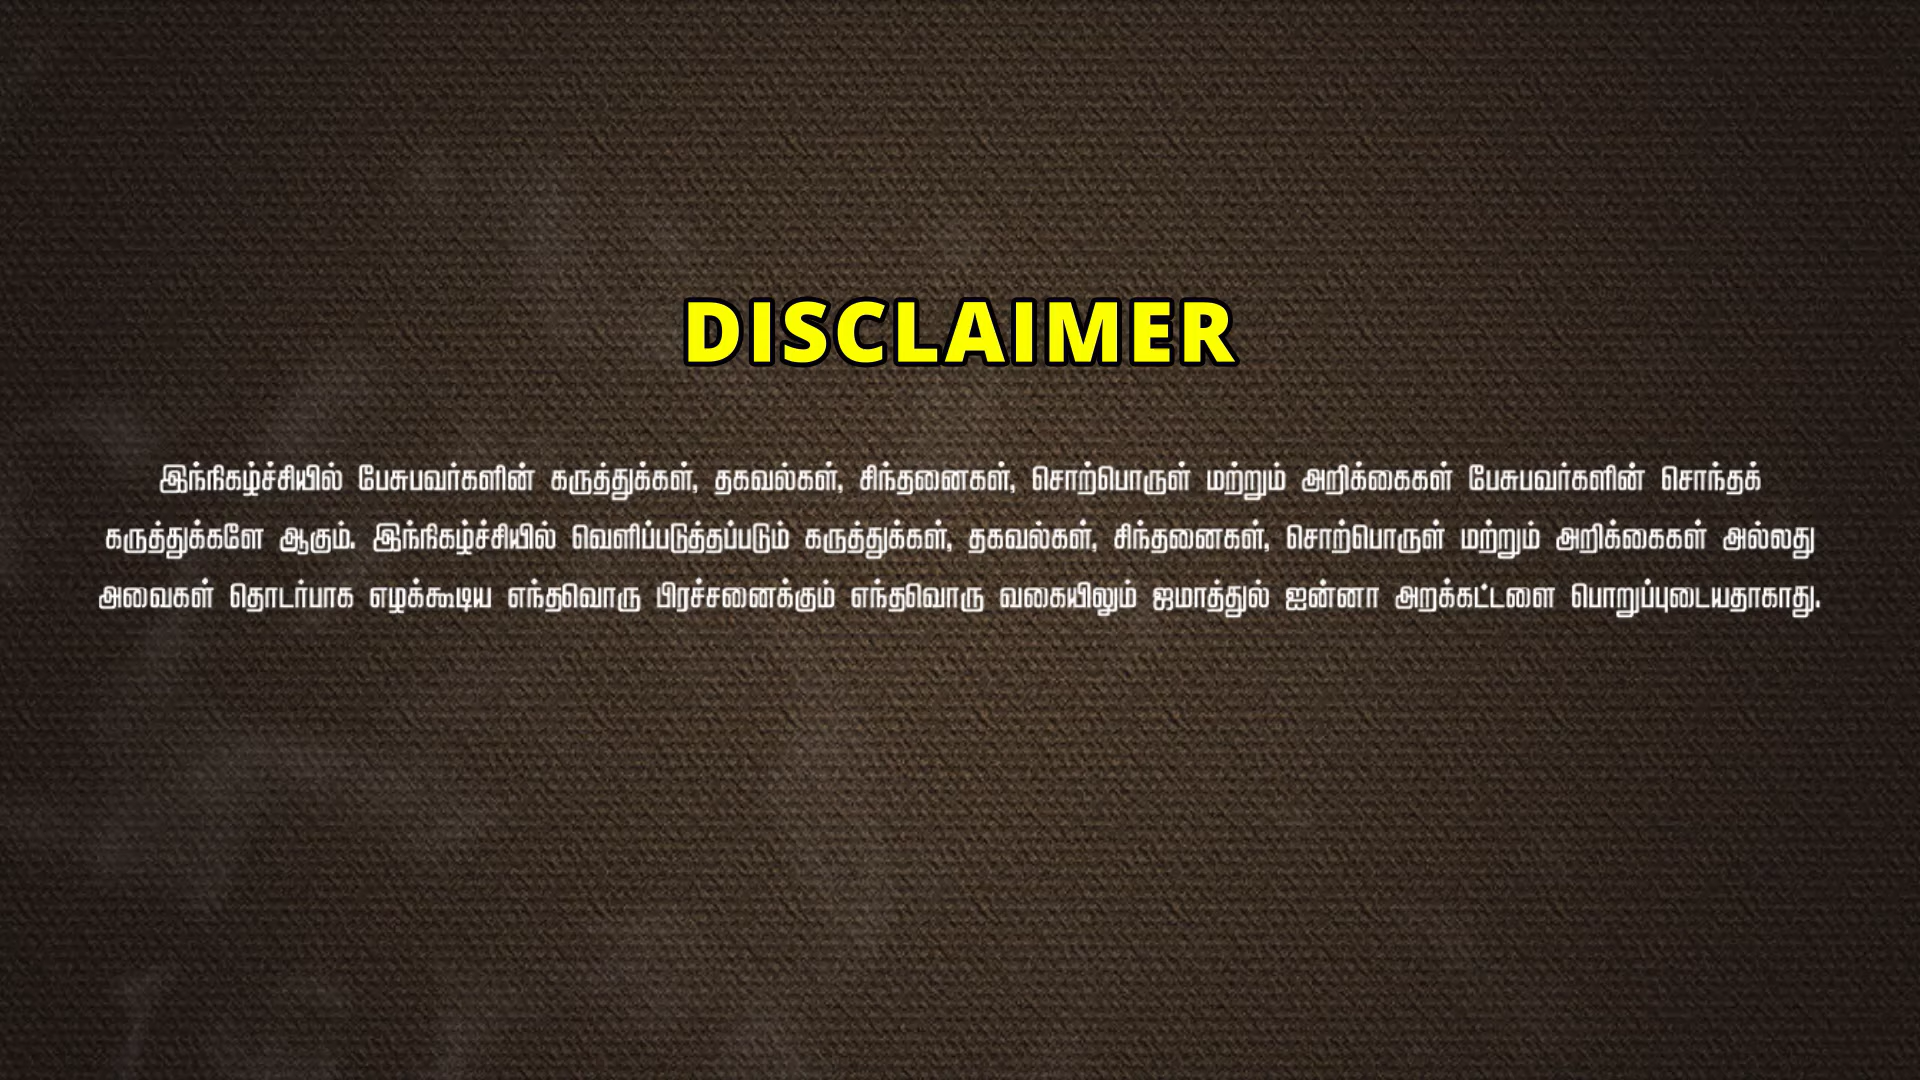 DISCLAIMER
இந்நிகழ்ச்சியில் பேசுபவர்களின் கருத்துக்கள், தகவல்கள், சிந்தனைகள், சொற்பொருள் மற்றும் அறிக்கைகள் பேசுபவர்களின் சொந்தக்
கருத்துக்களே ஆகும். இந்நிகழ்ச்சியில் வெளிப்படுத்தப்படும் கருத்துக்கள், தகவல்கள், சிந்தனைகள், சொற்பொருள் மற்றும் அறிக்கைகள் அல்லது
அவைகள் தொடர்பாக எழக்கூடிய எந்தவொரு பிரச்சனைக்கும் எந்தவொரு வகையிலும் ஜமாத்துல் ஐன்னா அறக்கட்டளை பொறுப்புடையதாகாது.